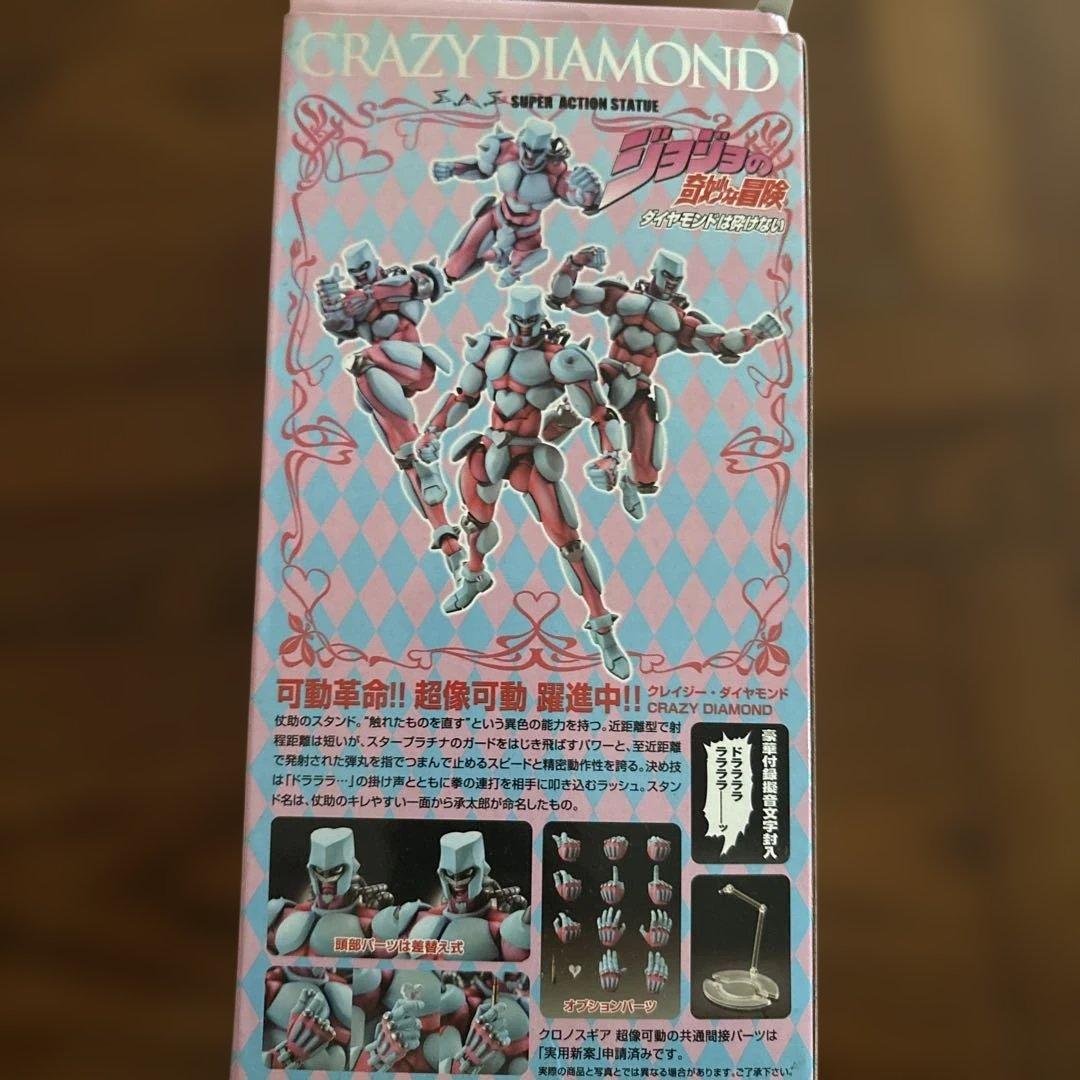 CRAZY DIAMOND
S.A.S SUPER ACTION STATUE
ジョジョの
奇妙な冒険
ダイヤモンドは砕けない
可動革命!! 超像可動 躍進中!! クレイジー・ダイヤモンド
CRAZY DIAMOND
仗助のスタンド。“触れたものを直す”という異色の能力を持つ。近距離型で射
程距離は短いが、スタープラチナのガードをはじき飛ばすパワーと、至近距離
で発射された弾丸を指でつまんで止めるスピードと精密動作性を誇る。決め技
は「ドラララ…」の掛け声とともに拳の連打を相手に叩き込むラッシュ。スタン
ド名は、仗助のキレやすい一面から承太郎が命名したもの。
豪華付録擬音文字封入
ドララララ
ララララーーッ
頭部パーツは差替え式
オプションパーツ
クロノスギア 超像可動の共通間接パーツは
「実用新案」申請済みです。
実際の商品と写真とでは異なる場合があります。ご了承下さい。